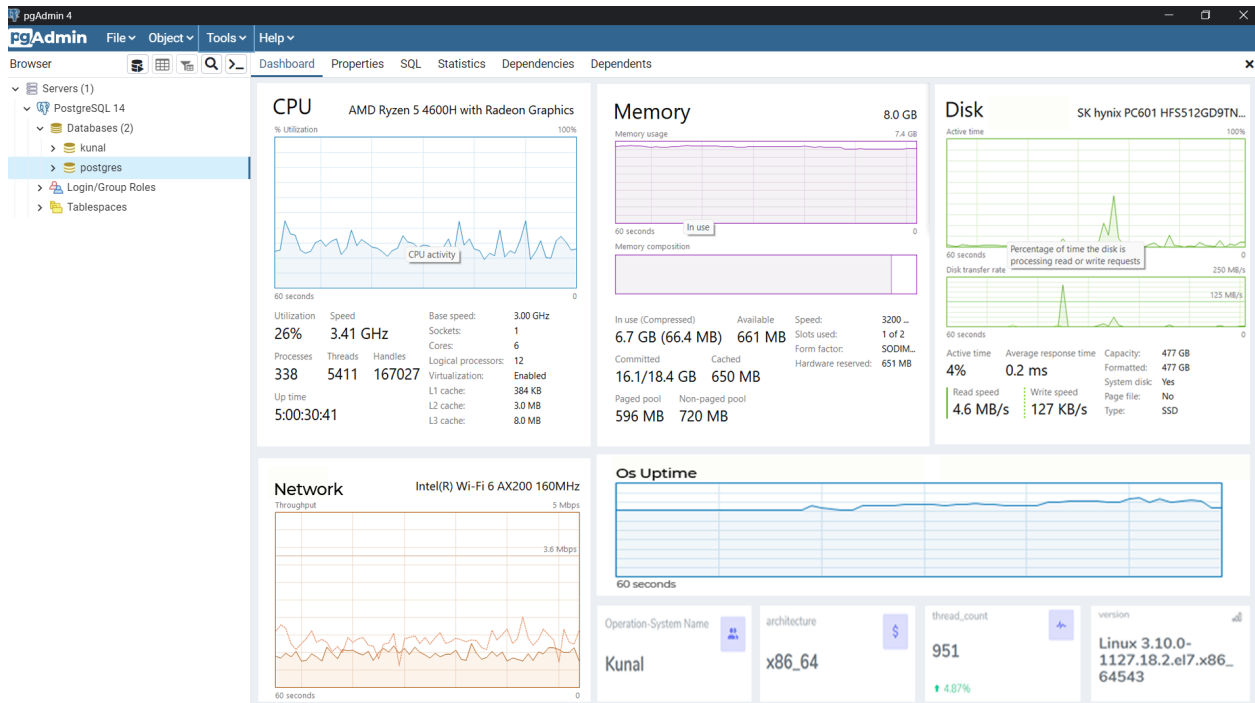 pgAdmin 4
pgAdmin File Object Tools Help
Browser
Dashboard Properties SQL Statistics Dependencies Dependents
Servers (1)
PostgreSQL 14
Databases (2)
kunal
postgres
Login/Group Roles
Tablespaces
CPU AMD Ryzen 5 4600H with Radeon Graphics
% Utilization 100%
CPU activity
60 seconds 0
Utilization Speed
26% 3.41 GHz
Processes Threads Handles
338 5411 167027
Up time
5:00:30:41
Base speed: 3.00 GHz
Sockets: 1
Cores: 6
Logical processors: 12
Virtualization: Enabled
L1 cache: 384 KB
L2 cache: 3.0 MB
L3 cache: 8.0 MB
Memory 8.0 GB
Memory usage 7.4 GB
60 seconds 0
In use
Memory composition
In use (Compressed) Available
6.7 GB (66.4 MB) 661 MB
Committed Cached
16.1/18.4 GB 650 MB
Paged pool Non-paged pool
596 MB 720 MB
Speed: 3200 ...
Slots used: 1 of 2
Form factor: SODIM...
Hardware reserved: 651 MB
Disk SK hynix PC601 HFS512GD9TN...
Active time 100%
60 seconds 0
Percentage of time the disk is
processing read or write requests
Disk transfer rate 250 MB/s
125 MB/s
60 seconds 0
Active time Average response time
4% 0.2 ms
Read speed Write speed
4.6 MB/s 127 KB/s
Capacity: 477 GB
Formatted: 477 GB
System disk: Yes
Page file: No
Type: SSD
Network Intel(R) Wi-Fi 6 AX200 160MHz
Throughput 5 Mbps
3.6 Mbps
60 seconds 0
Os Uptime
60 seconds
Operation-System Name
Kunal
architecture
$
x86_64
thread_count
951
4.87%
version
Linux 3.10.0-
1127.18.2.el7.x86_
64543